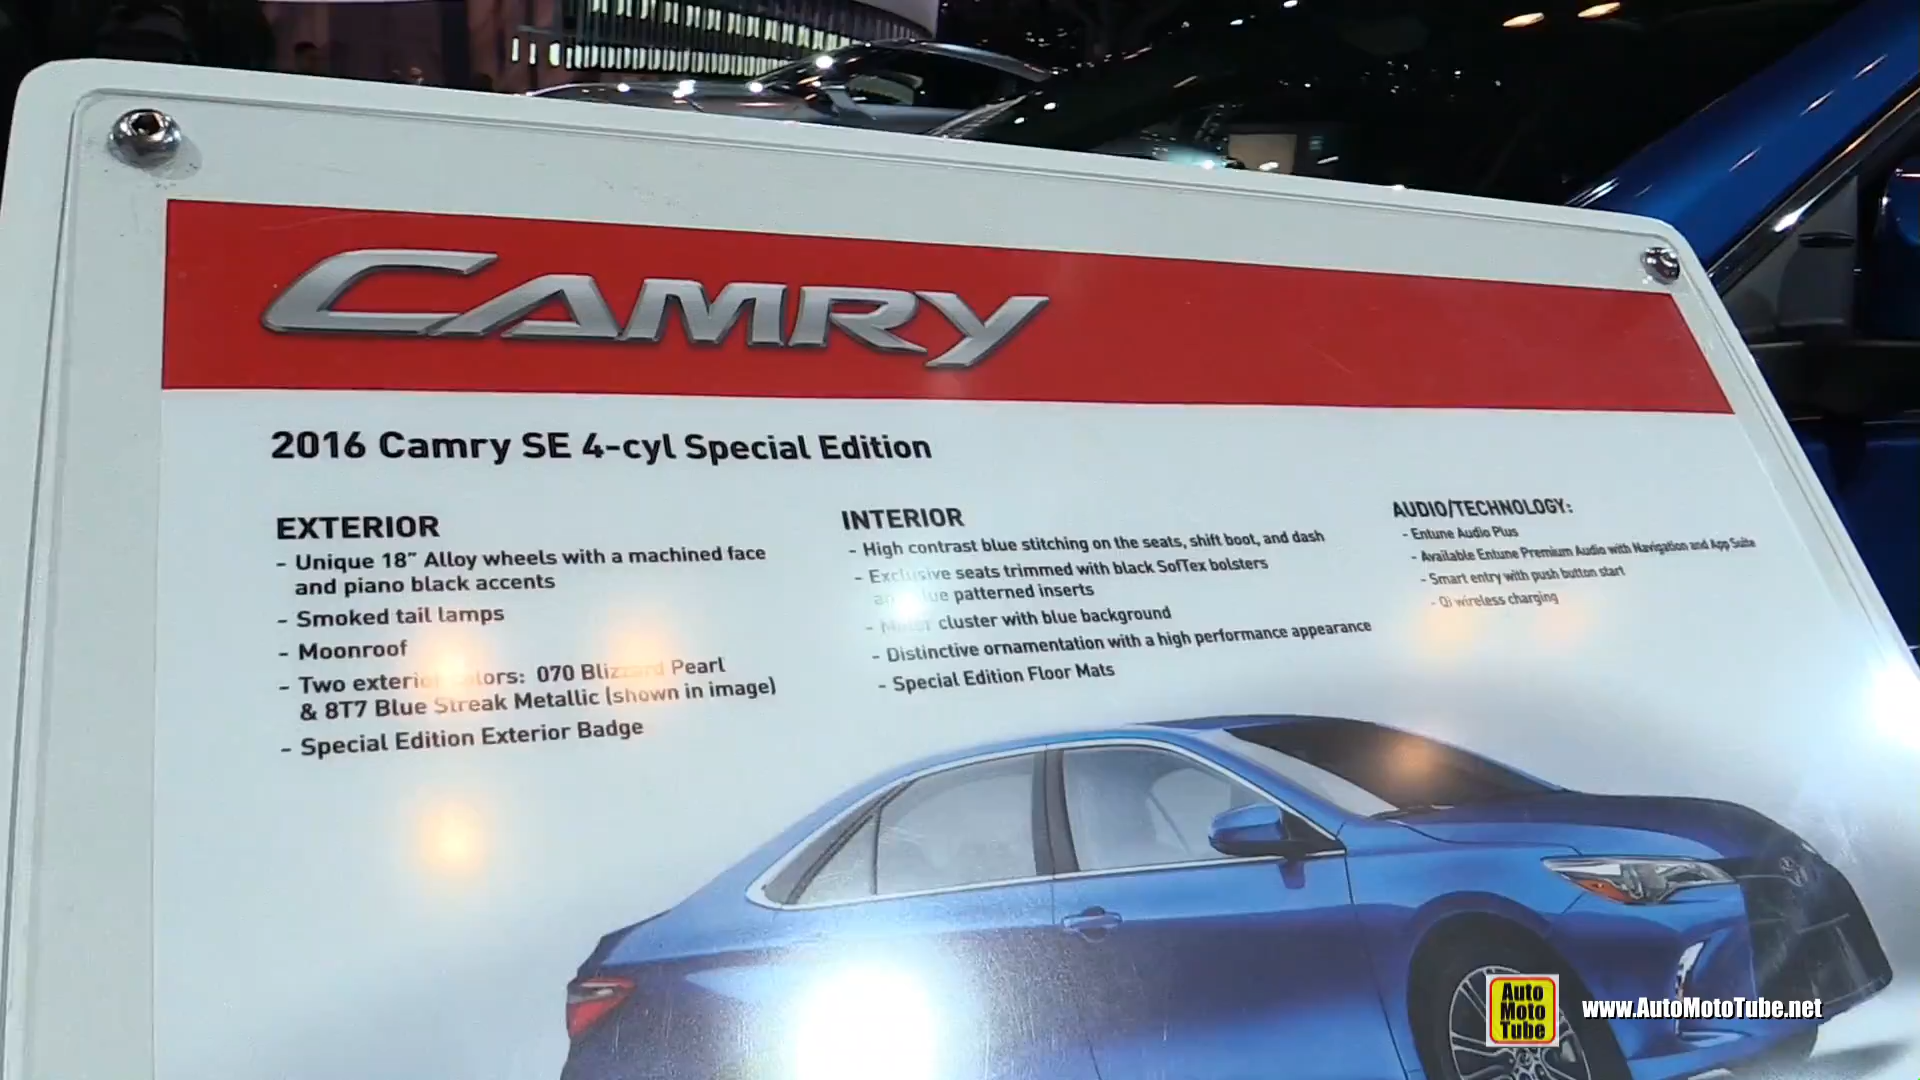 CAMRY
2016 Camry SE 4-cyl Special Edition
EXTERIOR
- Unique 18" Alloy wheels with a machined face
and piano black accents
- Smoked tail lamps
- Moonroof
- Two exterior colors: 070 Blizzard Pearl
& 8T7 Blue Streak Metallic (shown in image)
- Special Edition Exterior Badge
INTERIOR
- High contrast blue stitching on the seats, shift boot, and dash
- Exclusive seats trimmed with black SofTex bolsters
and blue patterned inserts
- Meter cluster with blue background
- Distinctive ornamentation with a high performance appearance
- Special Edition Floor Mats
AUDIO/TECHNOLOGY:
- Entune Audio Plus
- Available Entune Premium Audio with Navigation and App Suite
- Smart entry with push button start
- Qi wireless charging
Auto
Moto
Tube
www.AutoMotoTube.net